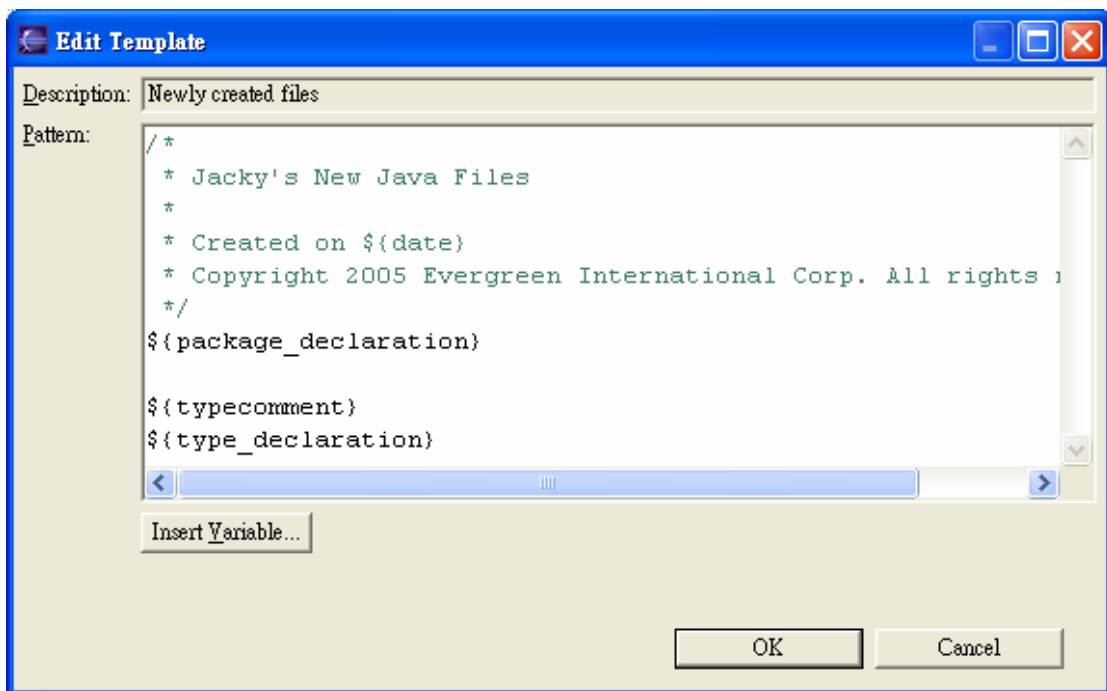 Edit Template
Description: Newly created files
Pattern:
/*
 * Jacky's New Java Files
 *
 * Created on ${date}
 * Copyright 2005 Evergreen International Corp. All rights
 */
${package_declaration}
${typecomment}
${type_declaration}
Insert Variable...
OK Cancel